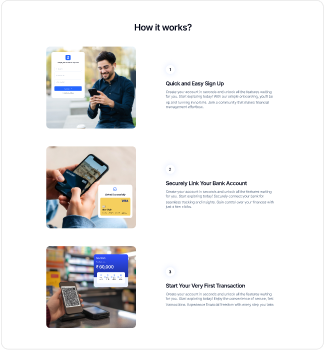 How it works?
1
Quick and Easy Sign Up
Create your account in seconds and unlock all the features waiting
for you. Start exploring today! With our simple onboarding, you'll be
up and running in no time. Join a community that makes financial
management effortless.
2
Securely Link Your Bank Account
Create your account in seconds and unlock all the features waiting
for you. Start exploring today! Securely connect your bank for
seamless tracking and insights. Gain control over your finances with
just a few clicks.
3
Start Your Very First Transaction
Create your account in seconds and unlock all the features waiting
for you. Start exploring today! Enjoy the convenience of secure, fast
transactions. Experience financial freedom with every step you take.
60,000